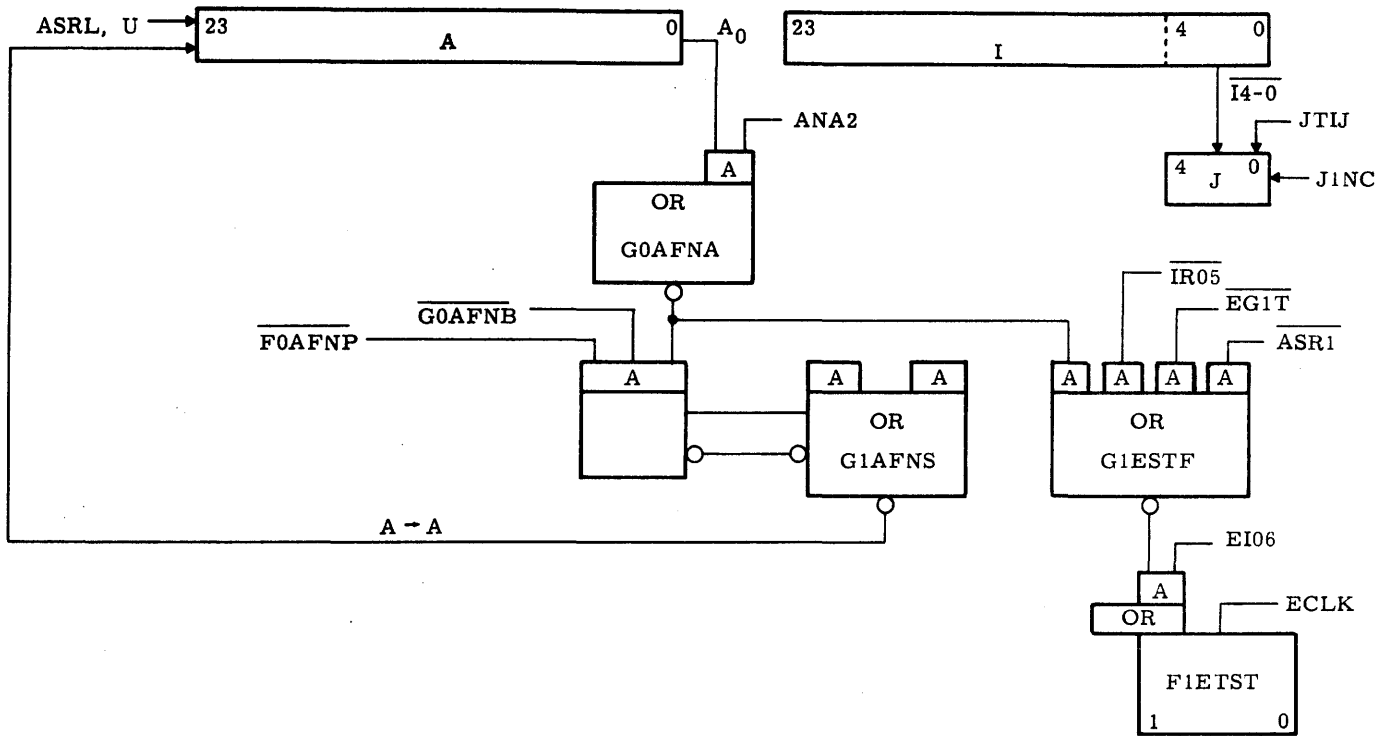 ASRL, U
23 A 0
A0
23 I 4 0
I4-0
JTIJ
4 J 0
J1NC
ANA2
A
OR
G0AFNA
IR05
G0AFNB
EG1T
F0AFNP
ASR1
A
A A
A A A A
OR
G1AFNS
OR
G1ESTF
A → A
EI06
A
OR
ECLK
F1ETST
1 0